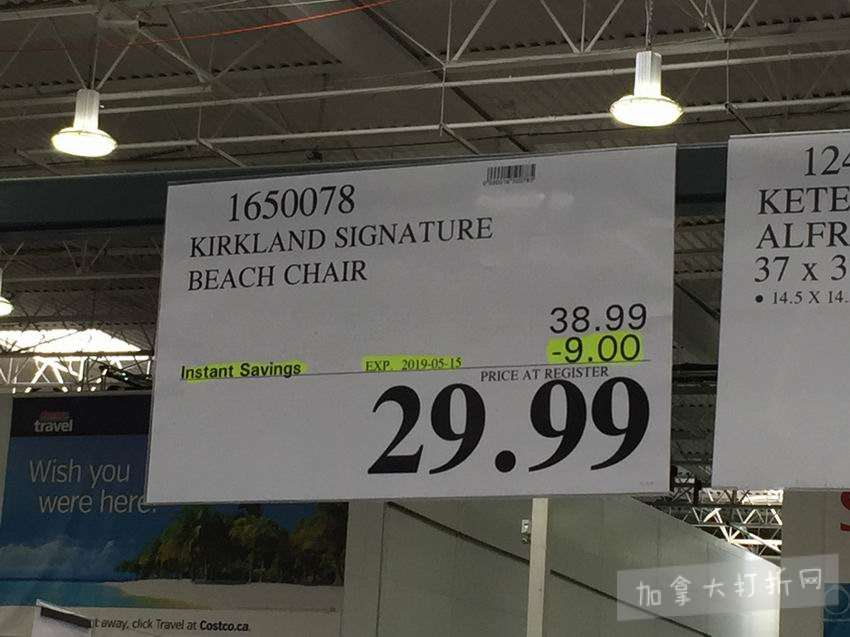 1650078
KIRKLAND SIGNATURE
BEACH CHAIR
38.99
-9.00
Instant Savings EXP. 2019-05-15
PRICE AT REGISTER
29.99
124
KETE
ALFR
37 x 3
• 14.5 X 14.
travel
Wish you
were here.
t away, click Travel at Costco.ca.
加拿大打折网